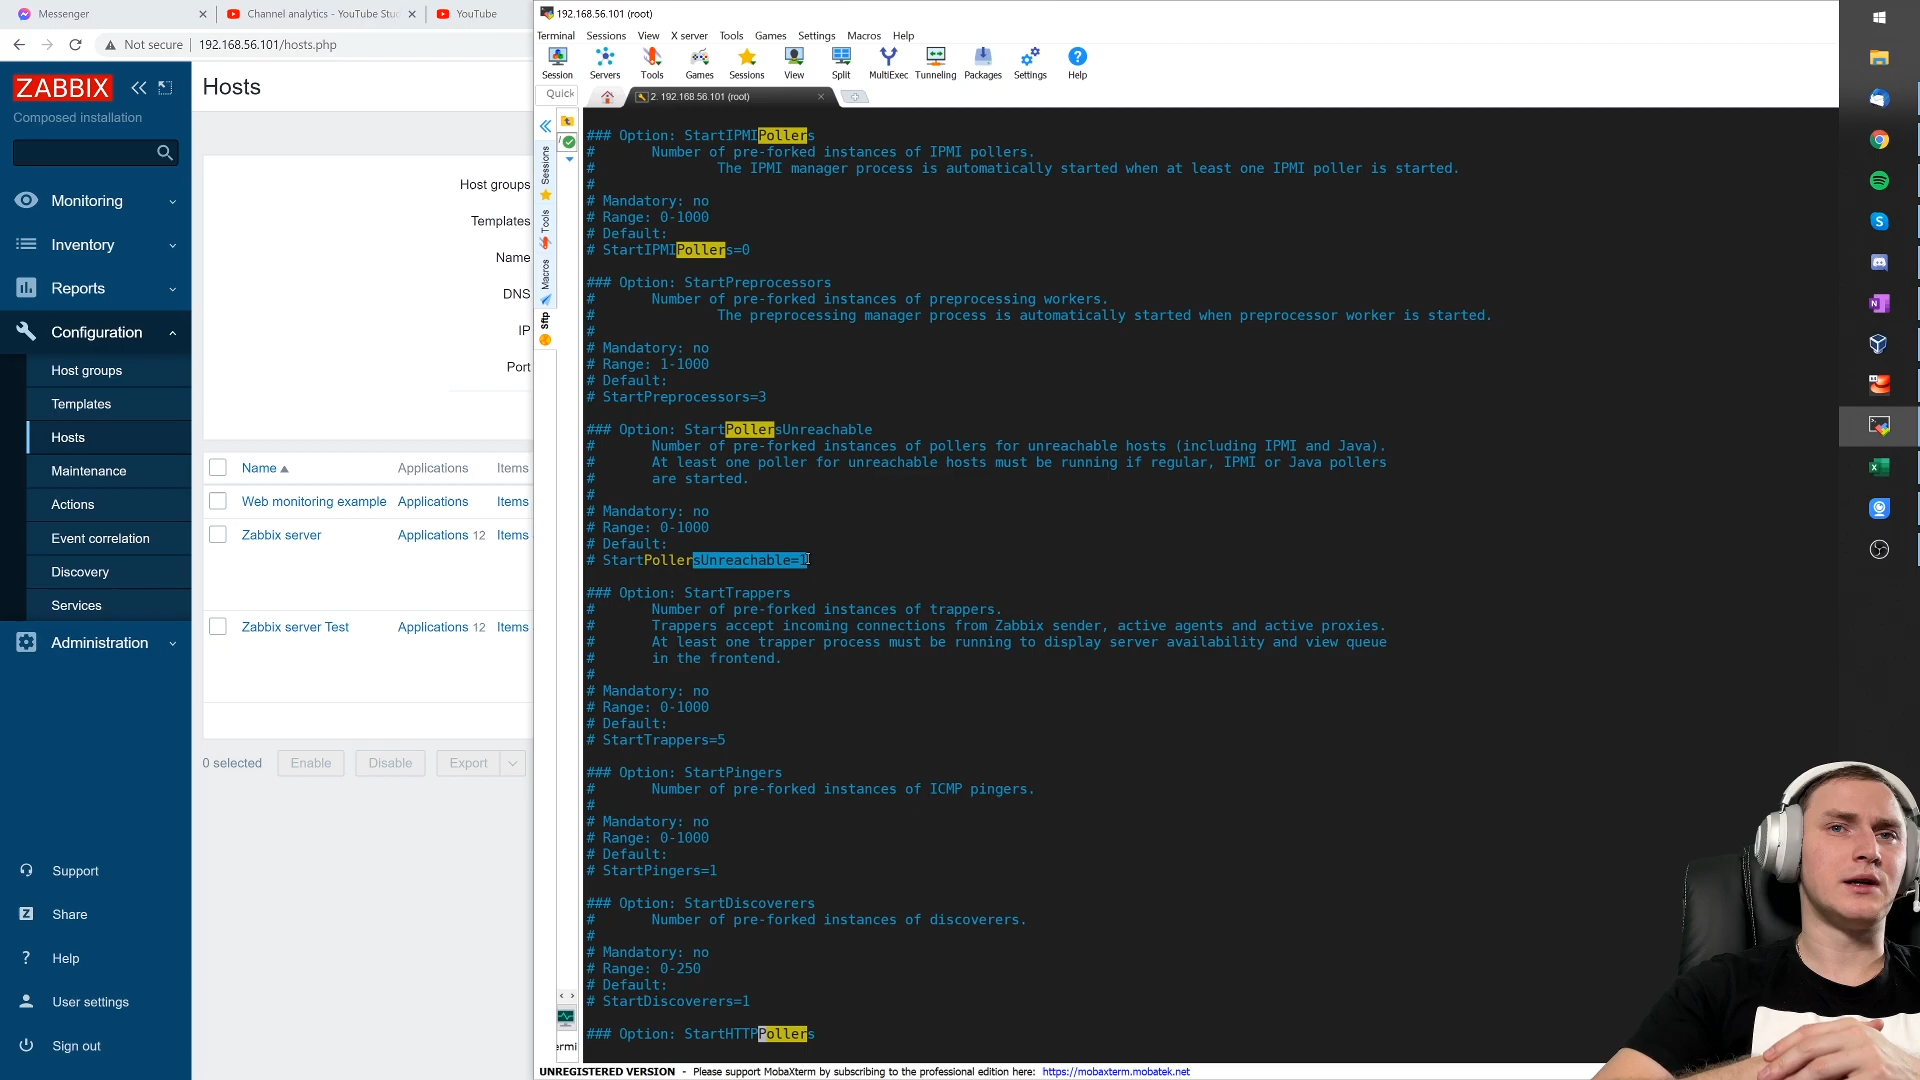 Messenger
Channel analytics - YouTube Stu
YouTube
Not secure
192.168.56.101/hosts.php
ZABBIX
Composed installation
Monitoring
Inventory
Reports
Configuration
Host groups
Templates
Hosts
Maintenance
Actions
Event correlation
Discovery
Services
Administration
Support
Share
Help
User settings
Sign out
Hosts
Host groups
Templates
Name
DNS
IP
Port
Name Applications Items
Web monitoring example Applications Items
Zabbix server Applications 12 Items
Zabbix server Test Applications 12 Items
0 selected Enable Disable Export
192.168.56.101 (root)
Terminal Sessions View X server Tools Games Settings Macros Help
Session Servers Tools Games Sessions View Split MultiExec Tunneling Packages Settings Help
Quick
2. 192.168.56.101 (root)
Sessions
Tools
Macros
Sftp
### Option: StartIPMIPollers
# Number of pre-forked instances of IPMI pollers.
# The IPMI manager process is automatically started when at least one IPMI poller is started.
#
# Mandatory: no
# Range: 0-1000
# Default:
# StartIPMIPollers=0
### Option: StartPreprocessors
# Number of pre-forked instances of preprocessing workers.
# The preprocessing manager process is automatically started when preprocessor worker is started.
#
# Mandatory: no
# Range: 1-1000
# Default:
# StartPreprocessors=3
### Option: StartPollersUnreachable
# Number of pre-forked instances of pollers for unreachable hosts (including IPMI and Java).
# At least one poller for unreachable hosts must be running if regular, IPMI or Java pollers
# are started.
#
# Mandatory: no
# Range: 0-1000
# Default:
# StartPollersUnreachable=1
### Option: StartTrappers
# Number of pre-forked instances of trappers.
# Trappers accept incoming connections from Zabbix sender, active agents and active proxies.
# At least one trapper process must be running to display server availability and view queue
# in the frontend.
#
# Mandatory: no
# Range: 0-1000
# Default:
# StartTrappers=5
### Option: StartPingers
# Number of pre-forked instances of ICMP pingers.
#
# Mandatory: no
# Range: 0-1000
# Default:
# StartPingers=1
### Option: StartDiscoverers
# Number of pre-forked instances of discoverers.
#
# Mandatory: no
# Range: 0-250
# Default:
# StartDiscoverers=1
### Option: StartHTTPPollers
ermi
UNREGISTERED VERSION - Please support MobaXterm by subscribing to the professional edition here: https://mobaxterm.mobatek.net